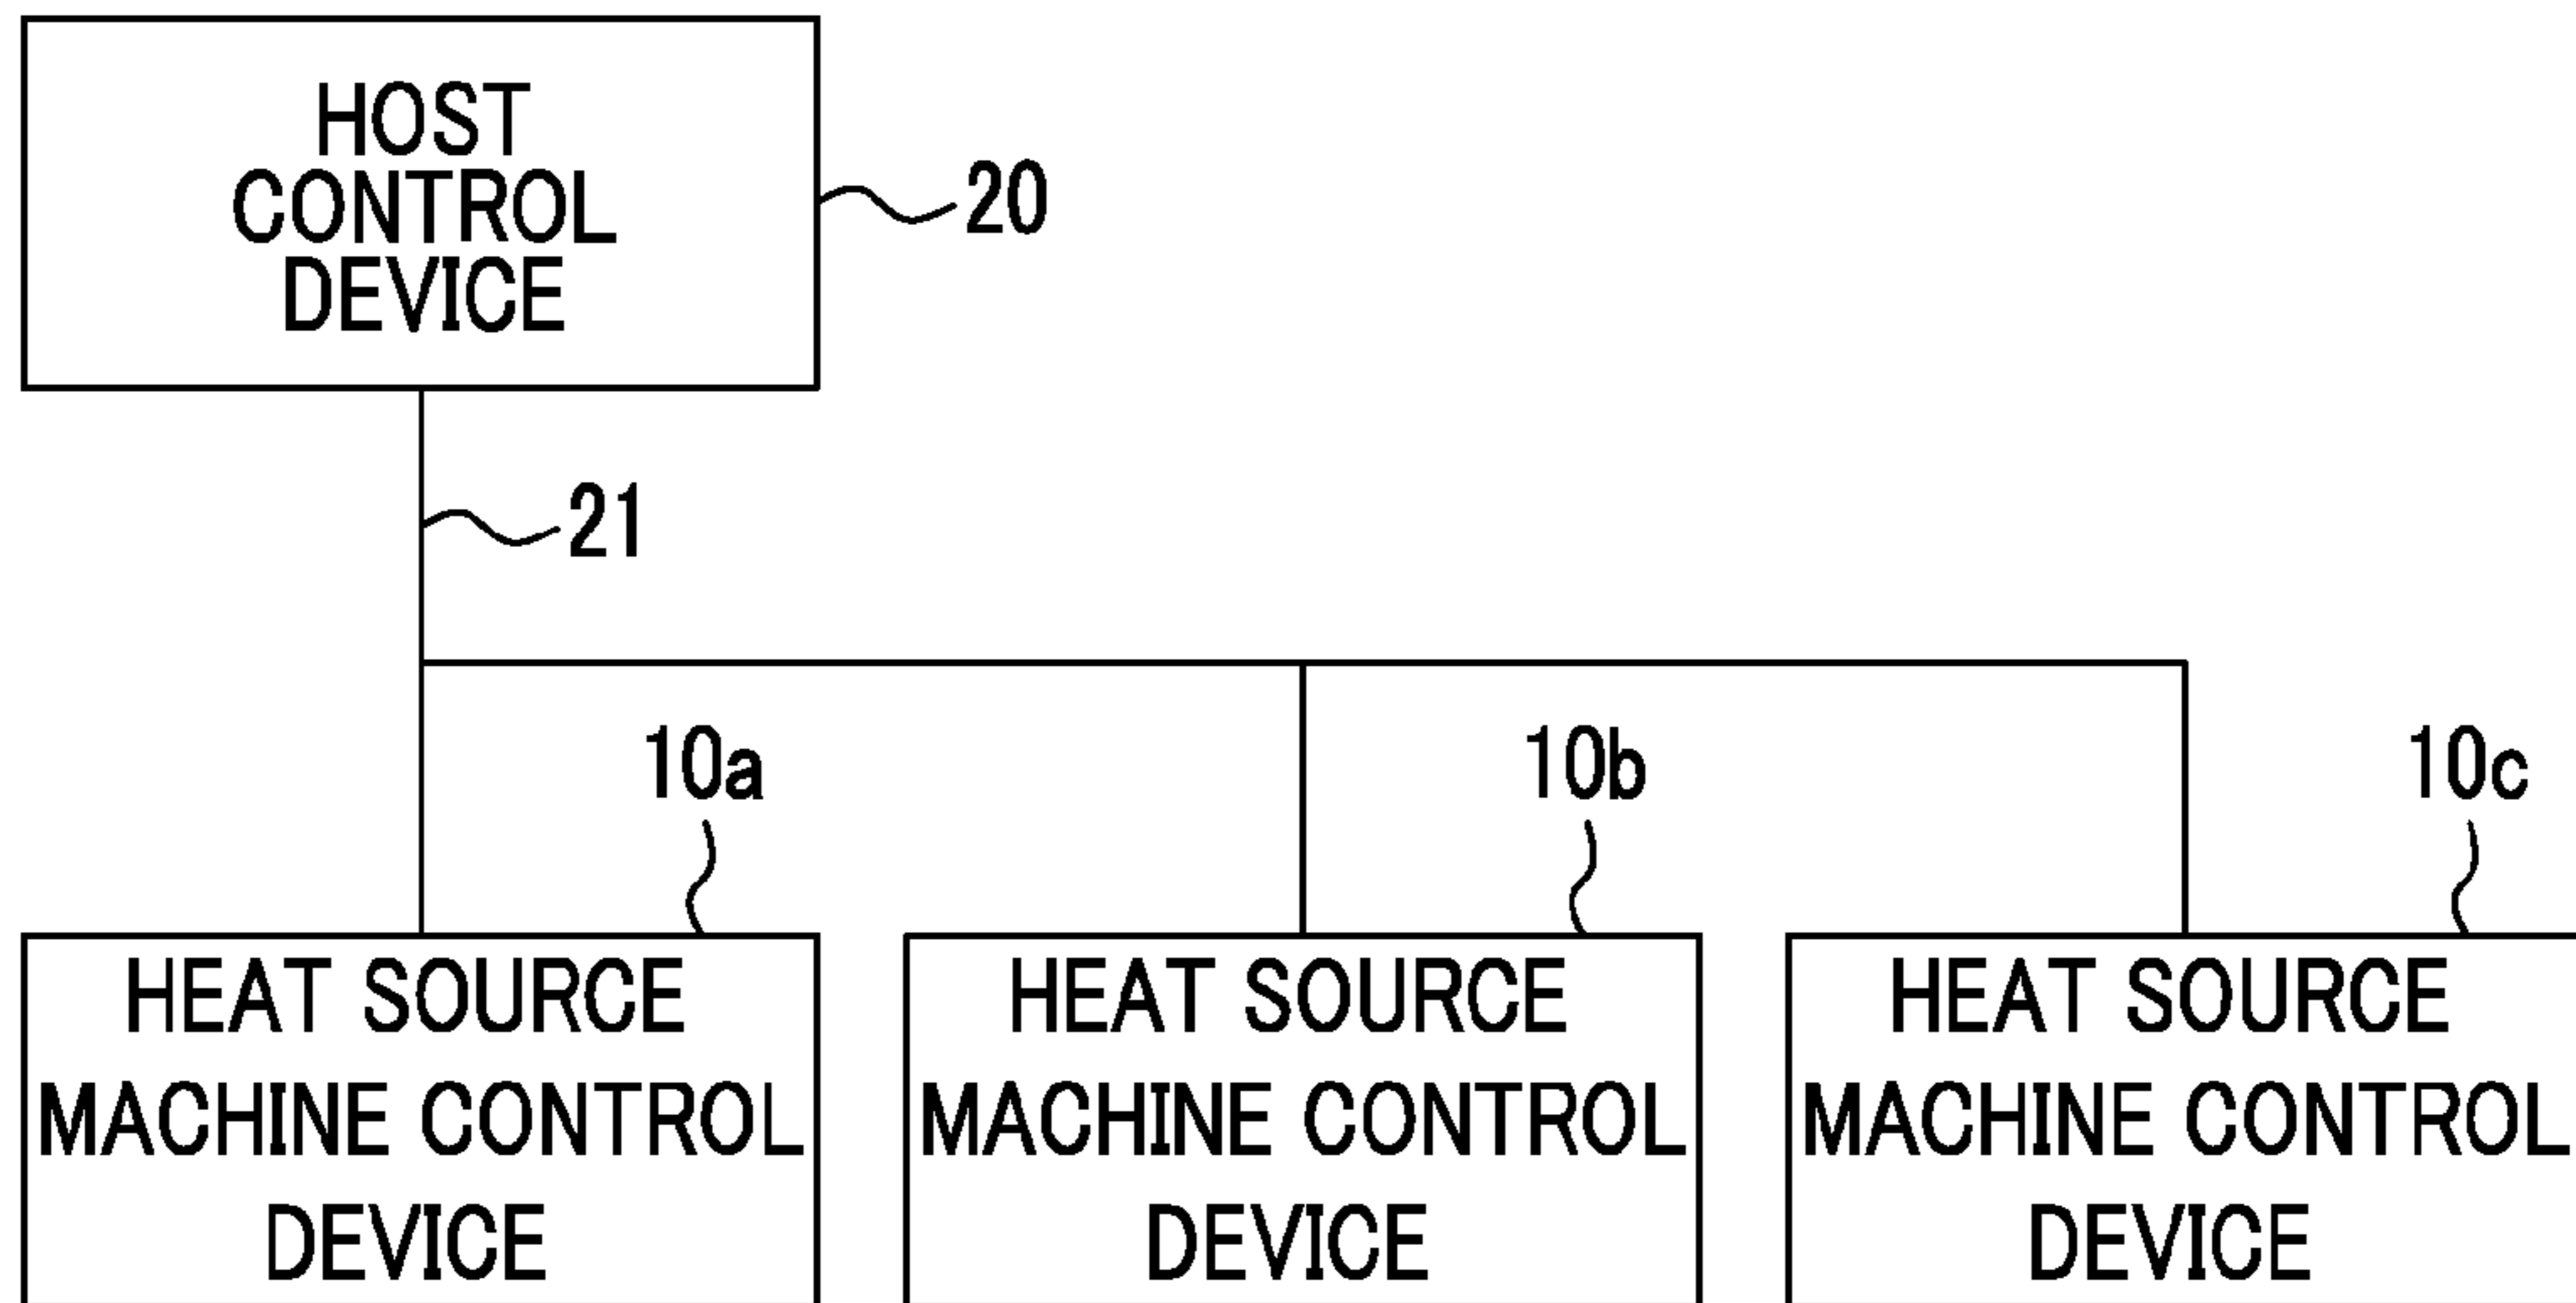 HOST
CONTROL
DEVICE
20
21
10a
10b
10c
HEAT SOURCE
MACHINE CONTROL
DEVICE
HEAT SOURCE
MACHINE CONTROL
DEVICE
HEAT SOURCE
MACHINE CONTROL
DEVICE